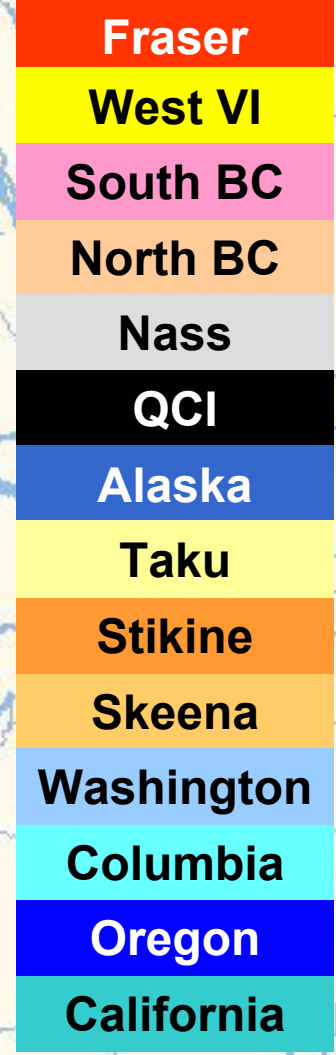 Fraser
West VI
South BC
North BC
Nass
QCI
Alaska
Taku
Stikine
Skeena
Washington
Columbia
Oregon
California